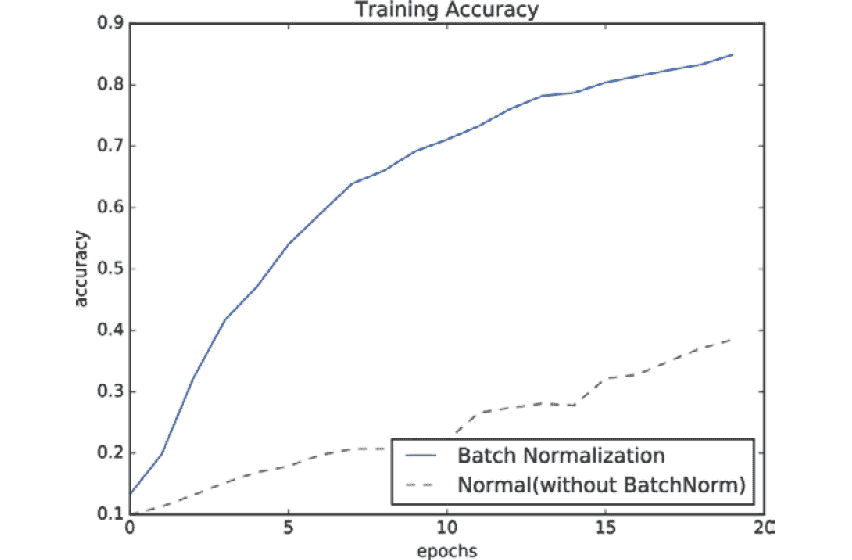 Training Accuracy
0.9
0.8
0.7
0.6
0.5
0.4
0.3
0.2
0.1
accuracy
Batch Normalization
Normal(without BatchNorm)
0 5 10 15 20
epochs